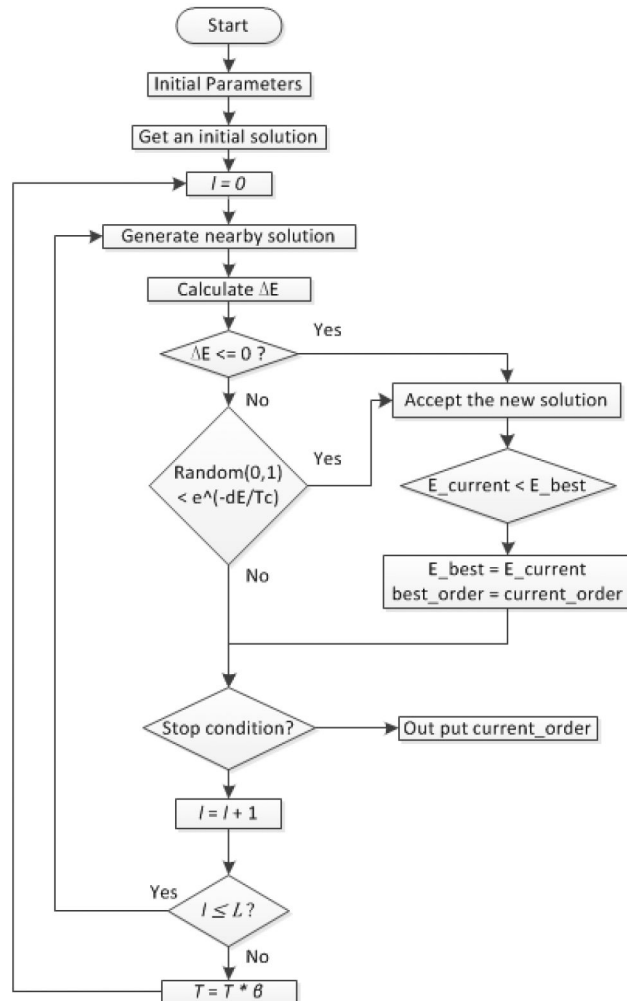 Start
Initial Parameters
Get an initial solution
I = 0
Generate nearby solution
Calculate ΔE
Yes
ΔE <= 0 ?
No
Accept the new solution
Random(0,1)
< e^(-dE/Tc)
Yes
E_current < E_best
No
E_best = E_current
best_order = current_order
Stop condition?
Out put current_order
I = I + 1
Yes
I ≤ L ?
No
T = T * β